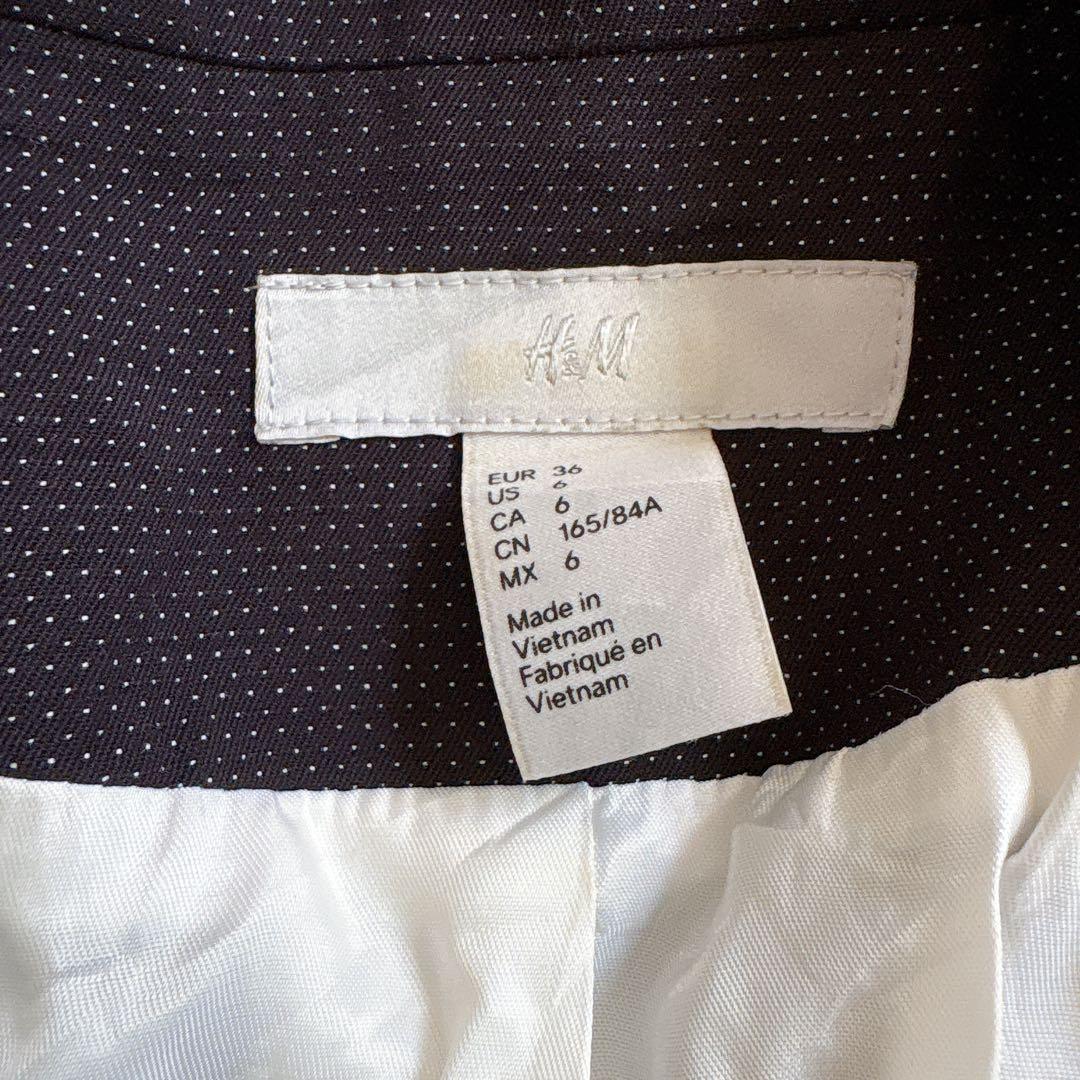 H&M
EUR 36
US 6
CA 6
CN 165/84A
MX 6
Made in
Vietnam
Fabriqué en
Vietnam